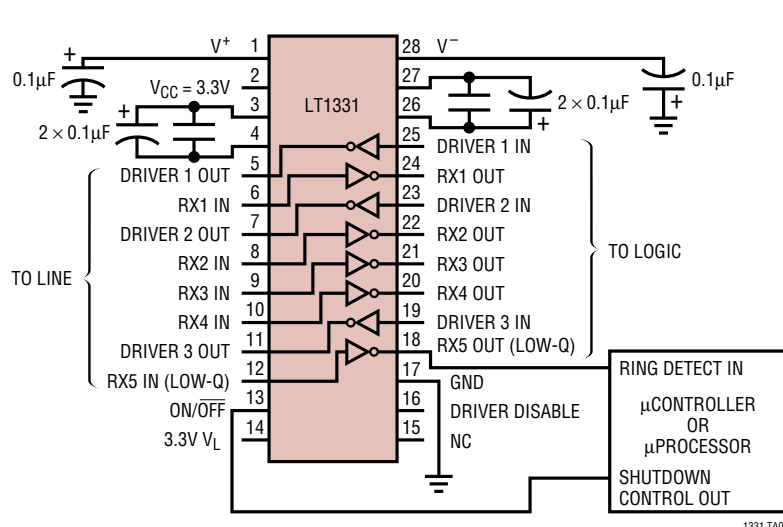 V+ 1
28 V−
0.1µF
+
2
27
0.1µF
+
VCC = 3.3V
3
LT1331
26
2 × 0.1µF
+
2 × 0.1µF
+
4
25 DRIVER 1 IN
DRIVER 1 OUT 5
24 RX1 OUT
RX1 IN 6
23 DRIVER 2 IN
DRIVER 2 OUT 7
22 RX2 OUT
RX2 IN 8
21 RX3 OUT
TO LINE
TO LOGIC
RX3 IN 9
20 RX4 OUT
RX4 IN 10
19 DRIVER 3 IN
DRIVER 3 OUT 11
18 RX5 OUT (LOW-Q)
RX5 IN (LOW-Q) 12
17 GND
ON/OFF 13
16 DRIVER DISABLE
3.3V VL 14
15 NC
RING DETECT IN
µCONTROLLER
OR
µPROCESSOR
SHUTDOWN
CONTROL OUT